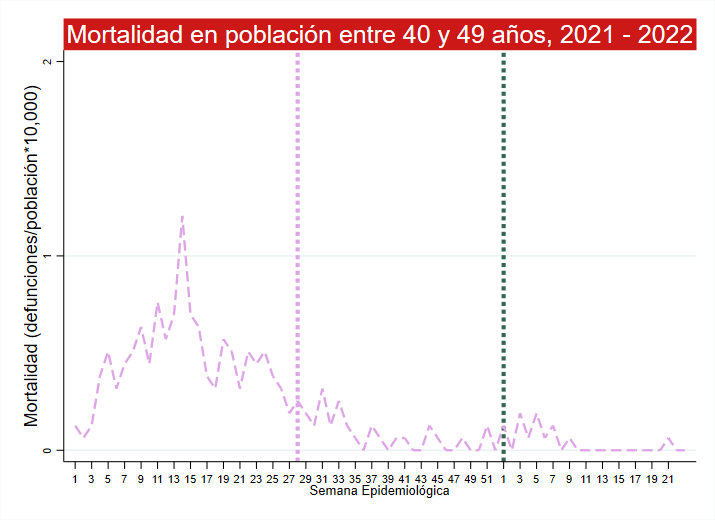 Mortalidad en población entre 40 y 49 años, 2021 - 2022
Mortalidad (defunciones/población*10,000)
2
1
0
1 3 5 7 9 11 13 15 17 19 21 23 25 27 29 31 33 35 37 39 41 43 45 47 49 51 1 3 5 7 9 11 13 15 17 19 21
Semana Epidemiológica